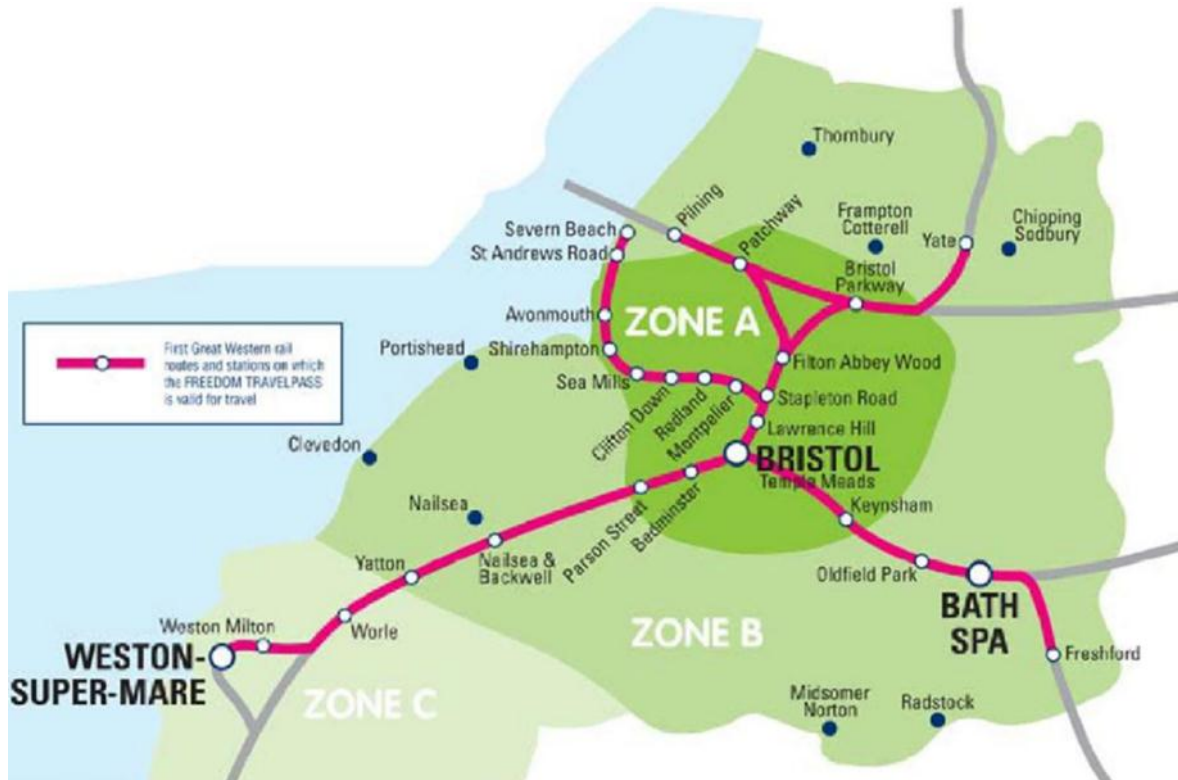 Thornbury
Pilning
Severn Beach
Patchway
Frampton
Cotterell
Chipping
Sodbury
St Andrews Road
Yate
Bristol
Parkway
Avonmouth
ZONE A
First Great Western rail
routes and stations on which
the FREEDOM TRAVELPASS
is valid for travel
Portishead
Shirehampton
Filton Abbey Wood
Sea Mills
Clifton Down
Redland
Montpelier
Stapleton Road
Lawrence Hill
Clevedon
BRISTOL
Temple Meads
Nailsea
Parson Street
Bedminster
Keynsham
Yatton
Nailsea &
Backwell
Oldfield Park
BATH
SPA
Weston Milton
Worle
ZONE B
WESTON-
SUPER-MARE
Freshford
ZONE C
Midsomer
Norton
Radstock